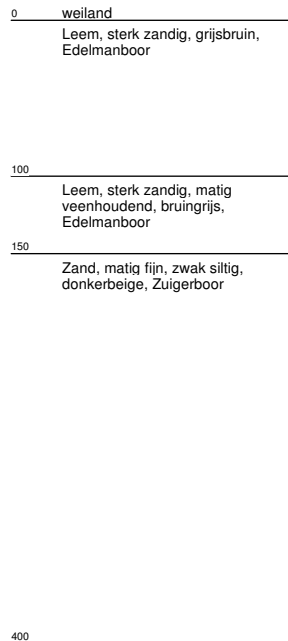 0 weiland
Leem, sterk zandig, grijsbruin,
Edelmanboor
100
Leem, sterk zandig, matig
veenhoudend, bruingrijs,
Edelmanboor
150
Zand, matig fijn, zwak siltig,
donkerbeige, Zuigerboor
400